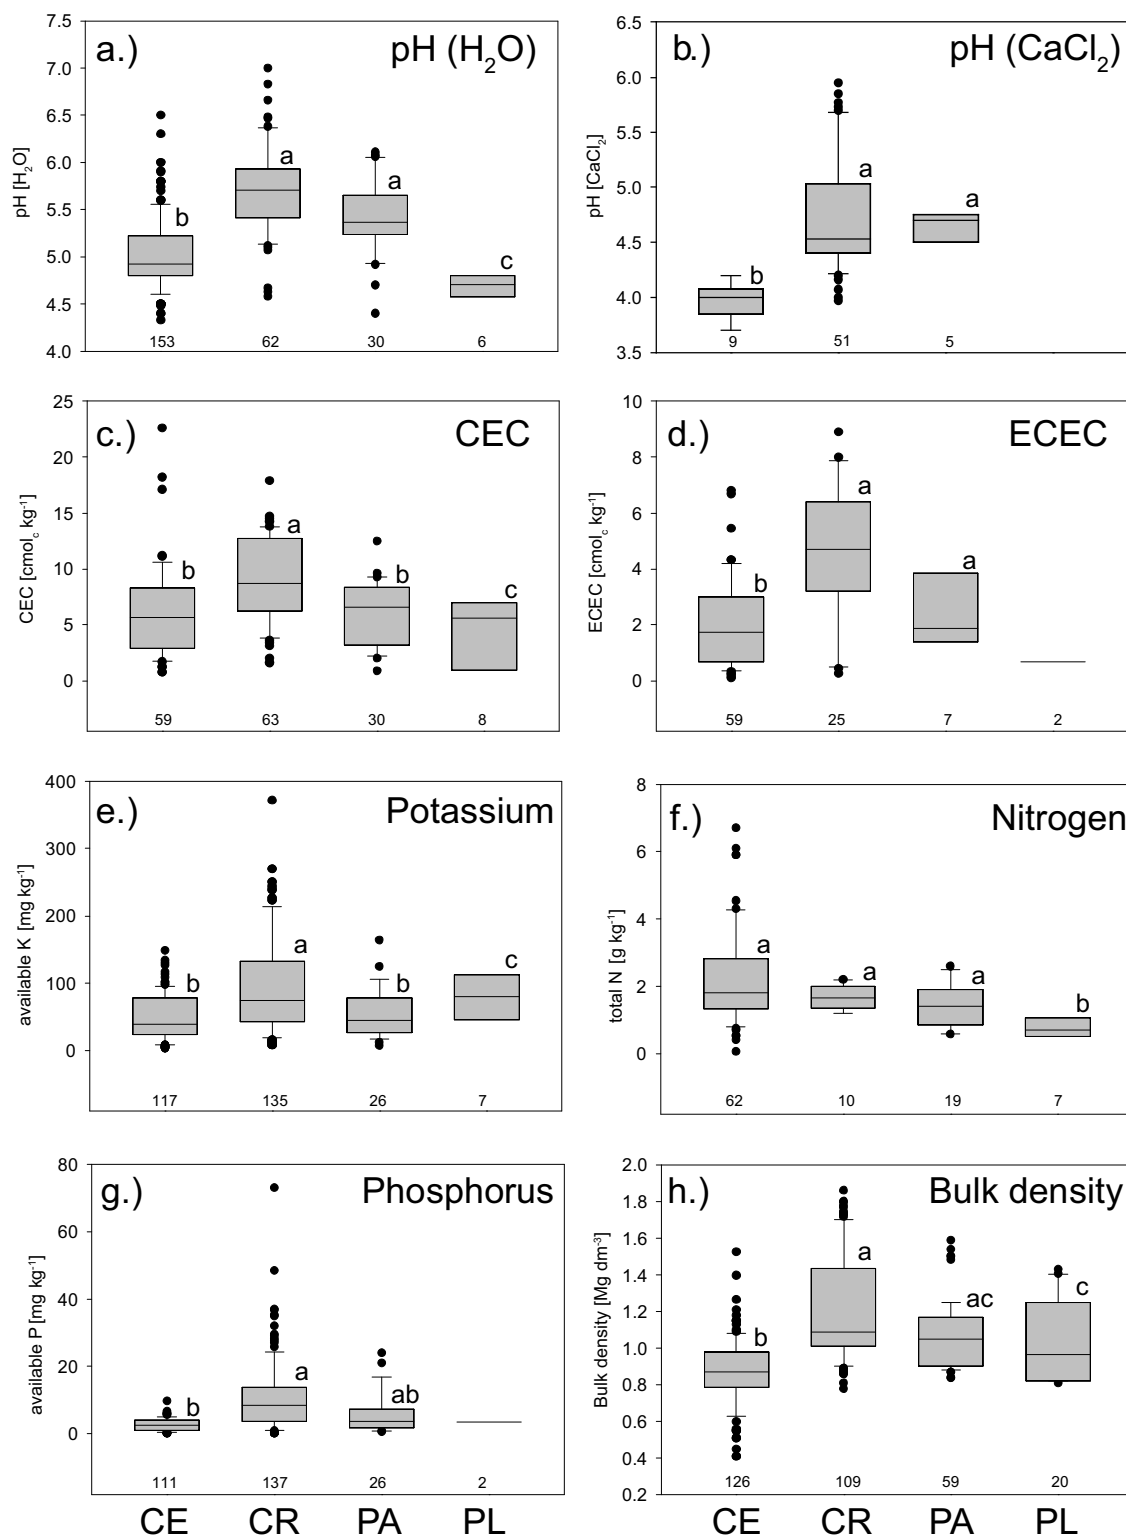 a.) pH (H₂O)
pH [H₂O]
7.5
7.0
6.5
6.0
5.5
5.0
4.5
4.0
b a a c
153 62 30 6
b.) pH (CaCl₂)
pH [CaCl₂]
6.5
6.0
5.5
5.0
4.5
4.0
3.5
b a a
9 51 5
c.) CEC
CEC [cmol_c kg⁻¹]
25
20
15
10
5
0
b a b c
59 63 30 8
d.) ECEC
ECEC [cmol_c kg⁻¹]
10
8
6
4
2
0
b a a
59 25 7 2
e.) Potassium
available K [mg kg⁻¹]
400
300
200
100
0
b a b c
117 135 26 7
f.) Nitrogen
total N [g kg⁻¹]
8
6
4
2
0
a a a b
62 10 19 7
g.) Phosphorus
available P [mg kg⁻¹]
80
60
40
20
0
b a ab
111 137 26 2
CE CR PA PL
h.) Bulk density
Bulk density [Mg dm⁻³]
2.0
1.8
1.6
1.4
1.2
1.0
0.8
0.6
0.4
0.2
b a ac c
126 109 59 20
CE CR PA PL